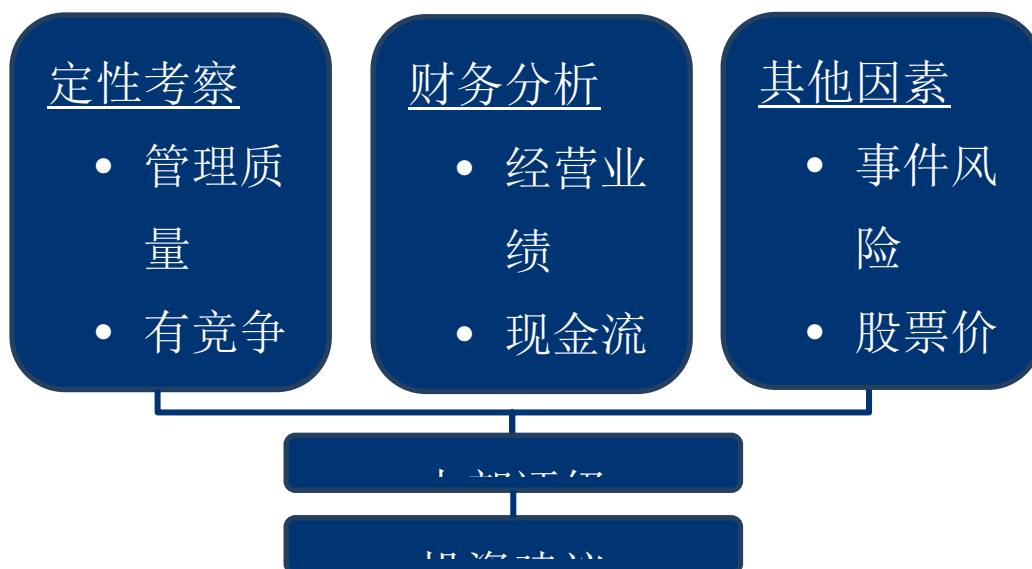 定性考察
• 管理质
量
• 有竞争
财务分析
• 经营业
绩
• 现金流
其他因素
• 事件风
险
• 股票价